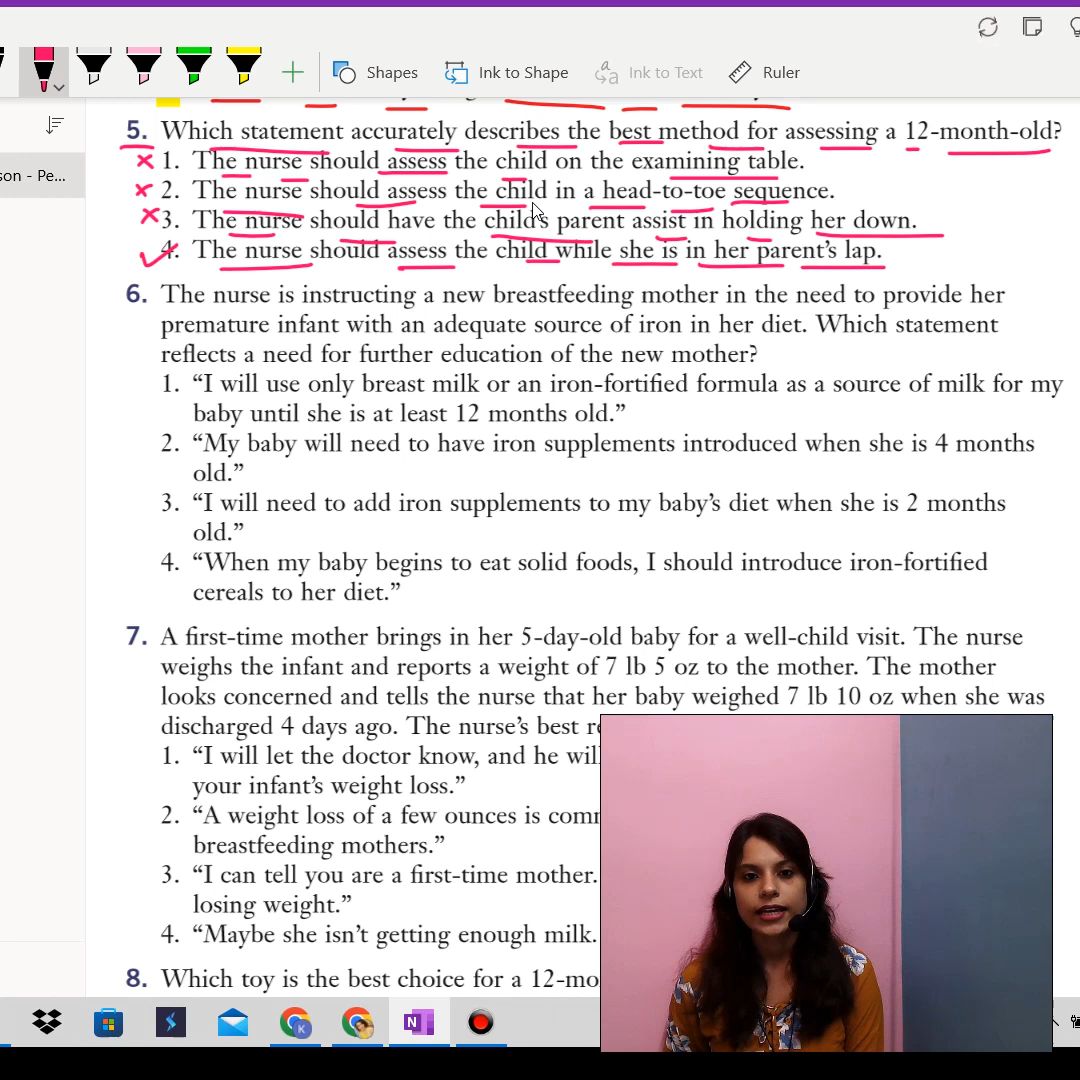 Shapes
Ink to Shape
Ink to Text
Ruler
son - Pe...
5. Which statement accurately describes the best method for assessing a 12-month-old?
1. The nurse should assess the child on the examining table.
2. The nurse should assess the child in a head-to-toe sequence.
3. The nurse should have the child's parent assist in holding her down.
4. The nurse should assess the child while she is in her parent's lap.
6. The nurse is instructing a new breastfeeding mother in the need to provide her
premature infant with an adequate source of iron in her diet. Which statement
reflects a need for further education of the new mother?
1. “I will use only breast milk or an iron-fortified formula as a source of milk for my
baby until she is at least 12 months old.”
2. “My baby will need to have iron supplements introduced when she is 4 months
old.”
3. “I will need to add iron supplements to my baby’s diet when she is 2 months
old.”
4. “When my baby begins to eat solid foods, I should introduce iron-fortified
cereals to her diet.”
7. A first-time mother brings in her 5-day-old baby for a well-child visit. The nurse
weighs the infant and reports a weight of 7 lb 5 oz to the mother. The mother
looks concerned and tells the nurse that her baby weighed 7 lb 10 oz when she was
discharged 4 days ago. The nurse’s best re
1. “I will let the doctor know, and he wil
your infant’s weight loss.”
2. “A weight loss of a few ounces is com
breastfeeding mothers.”
3. “I can tell you are a first-time mother.
losing weight.”
4. “Maybe she isn’t getting enough milk.
8. Which toy is the best choice for a 12-mo